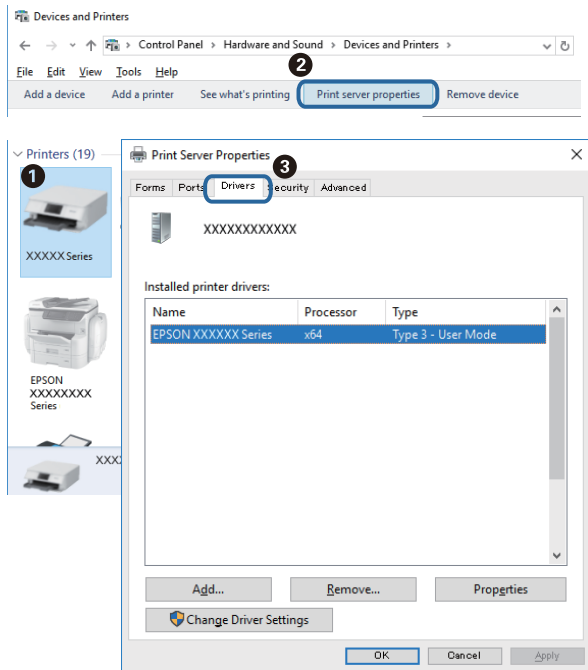 Devices and Printers
Control Panel > Hardware and Sound > Devices and Printers >
2
File Edit View Tools Help
Add a device Add a printer See what's printing Print server properties Remove device
Printers (19)
1
XXXXX Series
EPSON
XXXXXXXX
Series
XXX
Print Server Properties
3
Forms Ports Drivers Security Advanced
XXXXXXXXXXXX
Installed printer drivers:
Name Processor Type
EPSON XXXXXX Series x64 Type 3 - User Mode
Add... Remove... Properties
Change Driver Settings
OK Cancel Apply